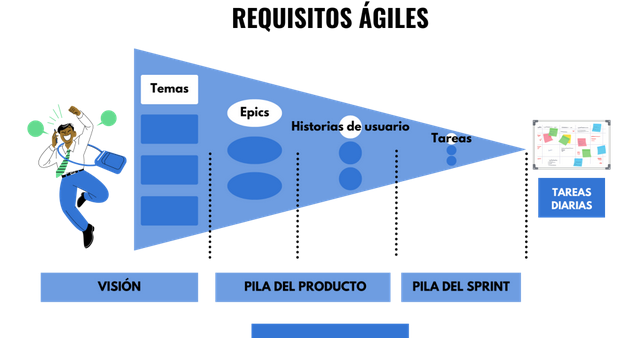 REQUISITOS ÁGILES
Temas
Epics
Historias de usuario
Tareas
TAREAS
DIARIAS
VISIÓN
PILA DEL PRODUCTO
PILA DEL SPRINT